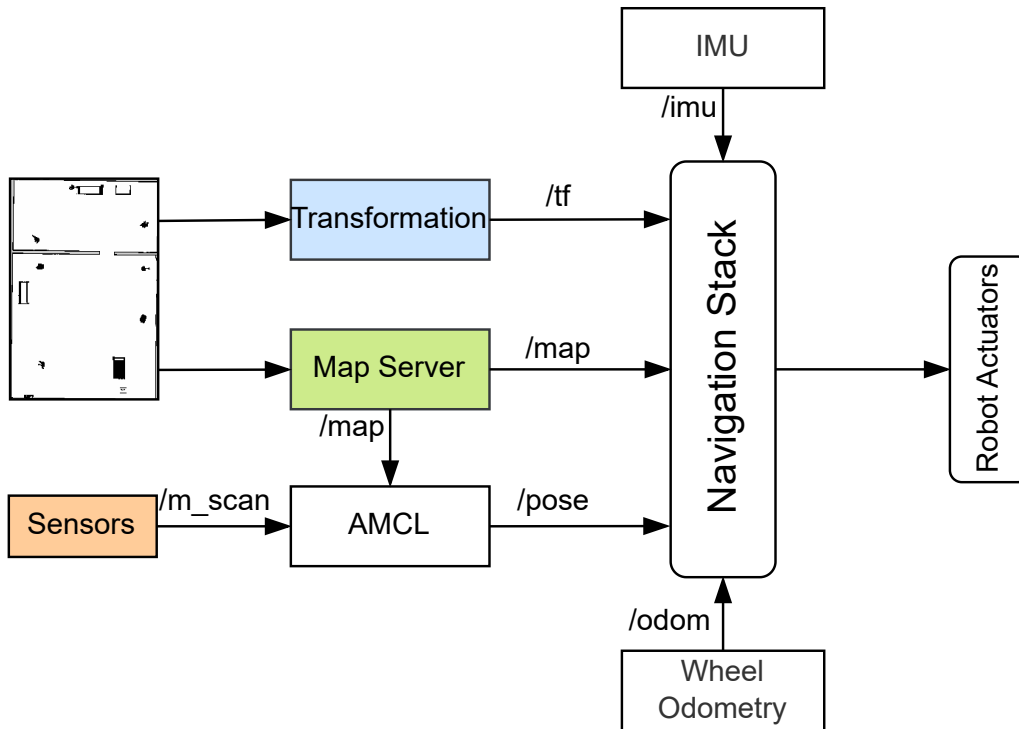 IMU
/imu
Transformation
/tf
Navigation Stack
Robot Actuators
Map Server
/map
/map
Sensors
/m_scan
AMCL
/pose
/odom
Wheel
Odometry